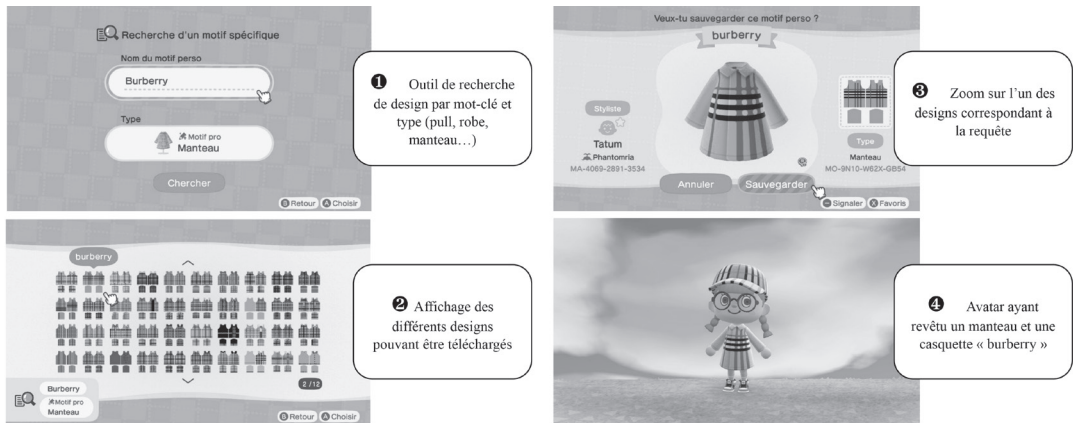 Recherche d'un motif spécifique
Nom du motif perso
Burberry
Type
Motif pro
Manteau
Chercher
B Retour A Choisir
❶ Outil de recherche
de design par mot-clé et
type (pull, robe,
manteau…)
burberry
2/12
Burberry
Motif pro
Manteau
B Retour A Choisir
❷ Affichage des
différents designs
pouvant être téléchargés
Veux-tu sauvegarder ce motif perso ?
burberry
Styliste
Tatum
Phantomria
MA-4069-2891-3534
Type
Manteau
MO-9N10-W62X-GB54
Annuler
Sauvegarder
Signaler X Favoris
❸ Zoom sur l'un des
designs correspondant à
la requête
❹ Avatar ayant
revêtu un manteau et une
casquette « burberry »